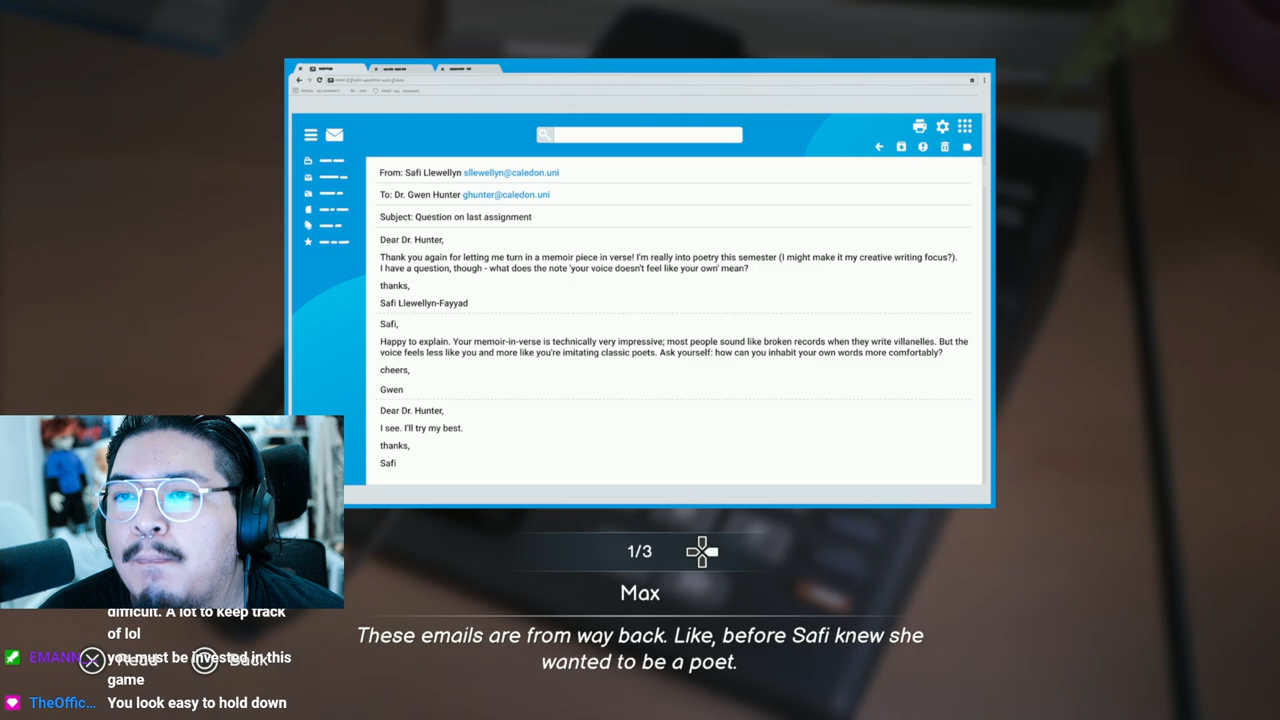 From: Safi Llewellyn sllewellyn@caledon.uni
To: Dr. Gwen Hunter ghunter@caledon.uni
Subject: Question on last assignment
Dear Dr. Hunter,
Thank you again for letting me turn in a memoir piece in verse! I'm really into poetry this semester (I might make it my creative writing focus?).
I have a question, though - what does the note 'your voice doesn't feel like your own' mean?
thanks,
Safi Llewellyn-Fayyad
Safi,
Happy to explain. Your memoir-in-verse is technically very impressive; most people sound like broken records when they write villanelles. But the
voice feels less like you and more like you're imitating classic poets. Ask yourself: how can you inhabit your own words more comfortably?
cheers,
Gwen
Dear Dr. Hunter,
I see. I'll try my best.
thanks,
Safi
1/3
Max
These emails are from way back. Like, before Safi knew she
wanted to be a poet.
difficult. A lot to keep track
of lol
EMANN... you must be invested in this
game
TheOffic... You look easy to hold down
Read
Back